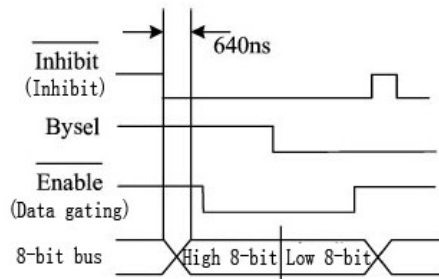 640ns
Inhibit
(Inhibit)
Bysel
Enable
(Data gating)
8-bit bus
High 8-bit
Low 8-bit